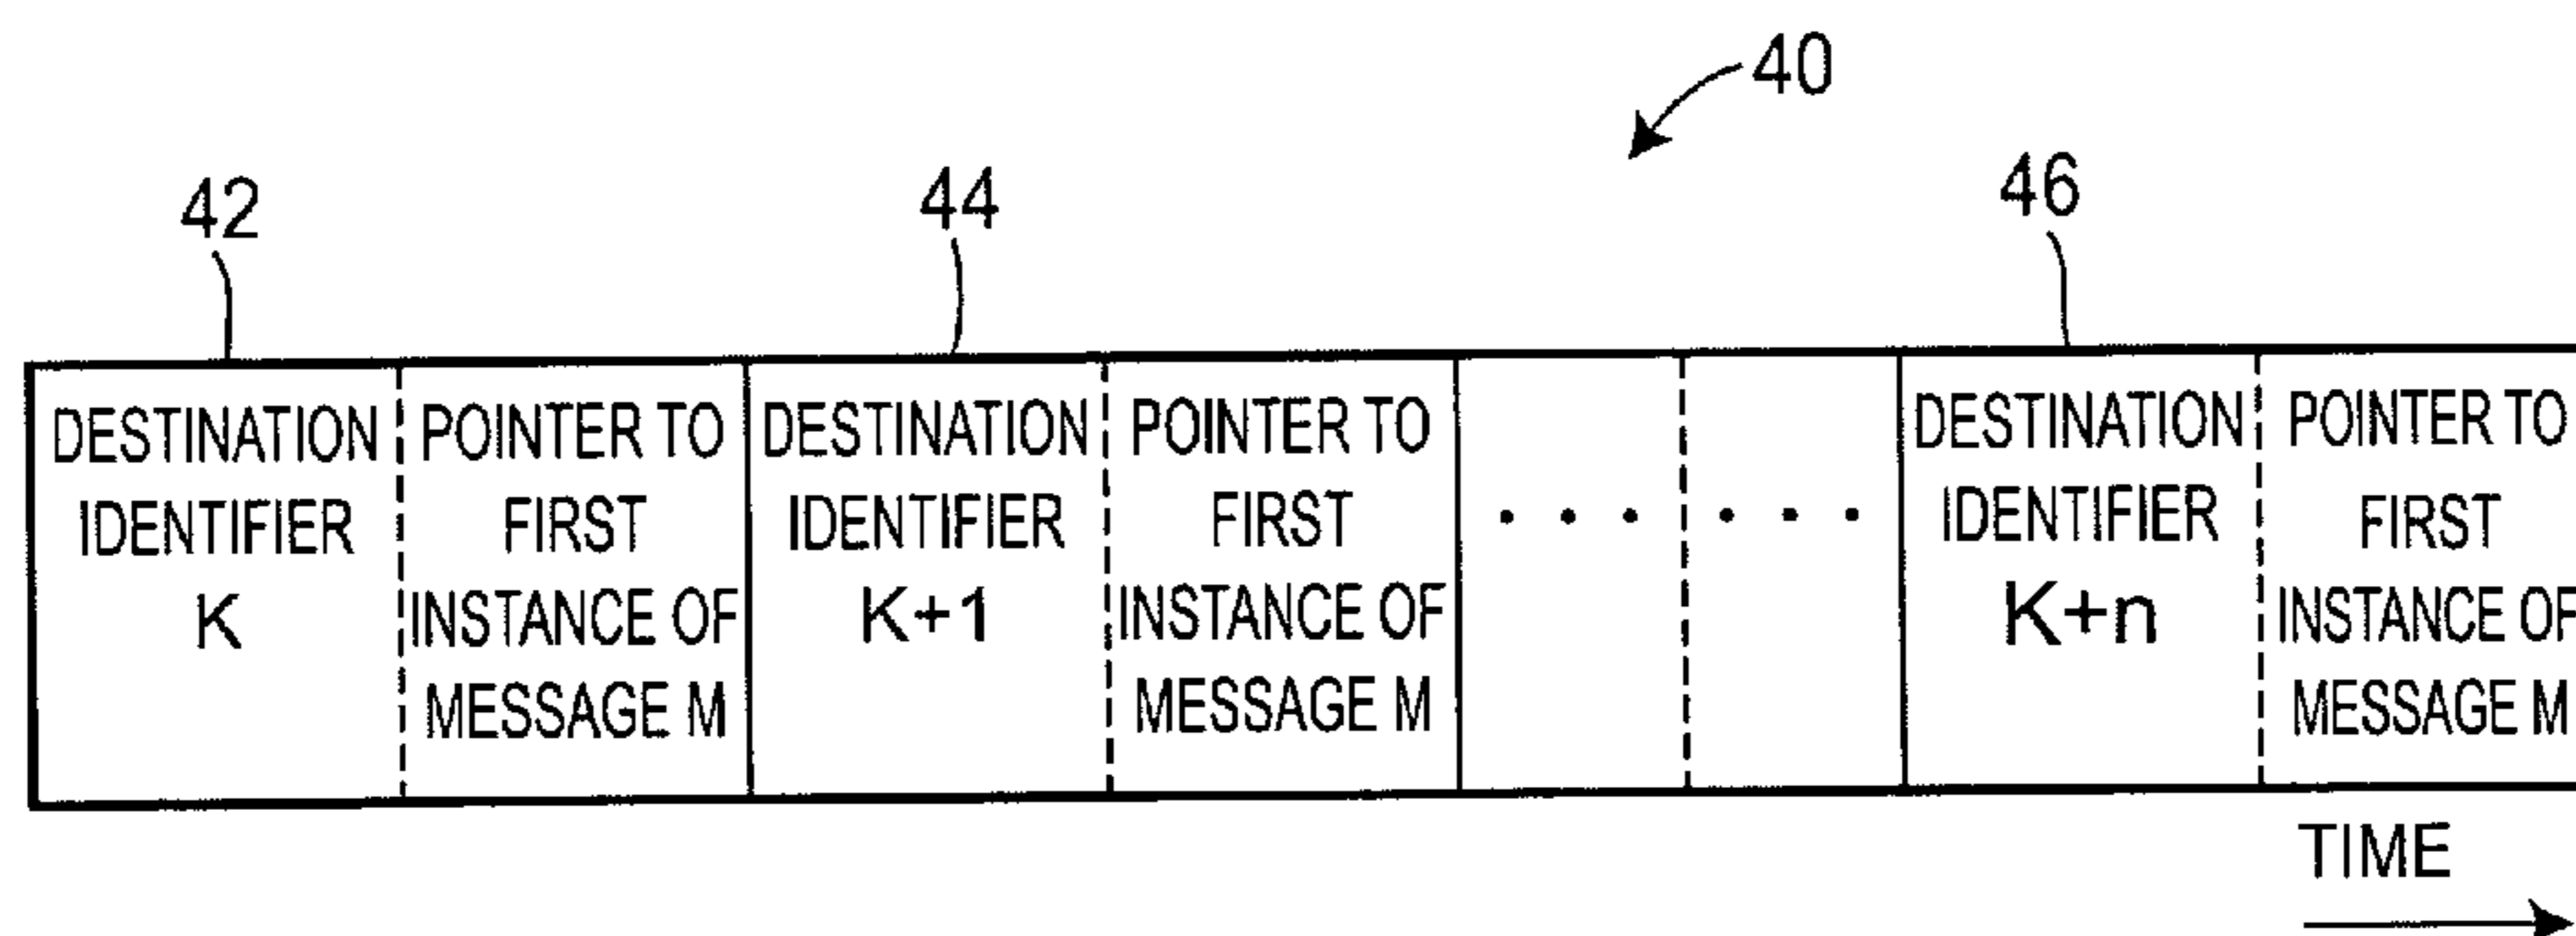 40
42
44
46
DESTINATION
IDENTIFIER
K
POINTER TO
FIRST
INSTANCE OF
MESSAGE M
DESTINATION
IDENTIFIER
K+1
POINTER TO
FIRST
INSTANCE OF
MESSAGE M
. . . . . .
DESTINATION
IDENTIFIER
K+n
POINTER TO
FIRST
INSTANCE OF
MESSAGE M
TIME